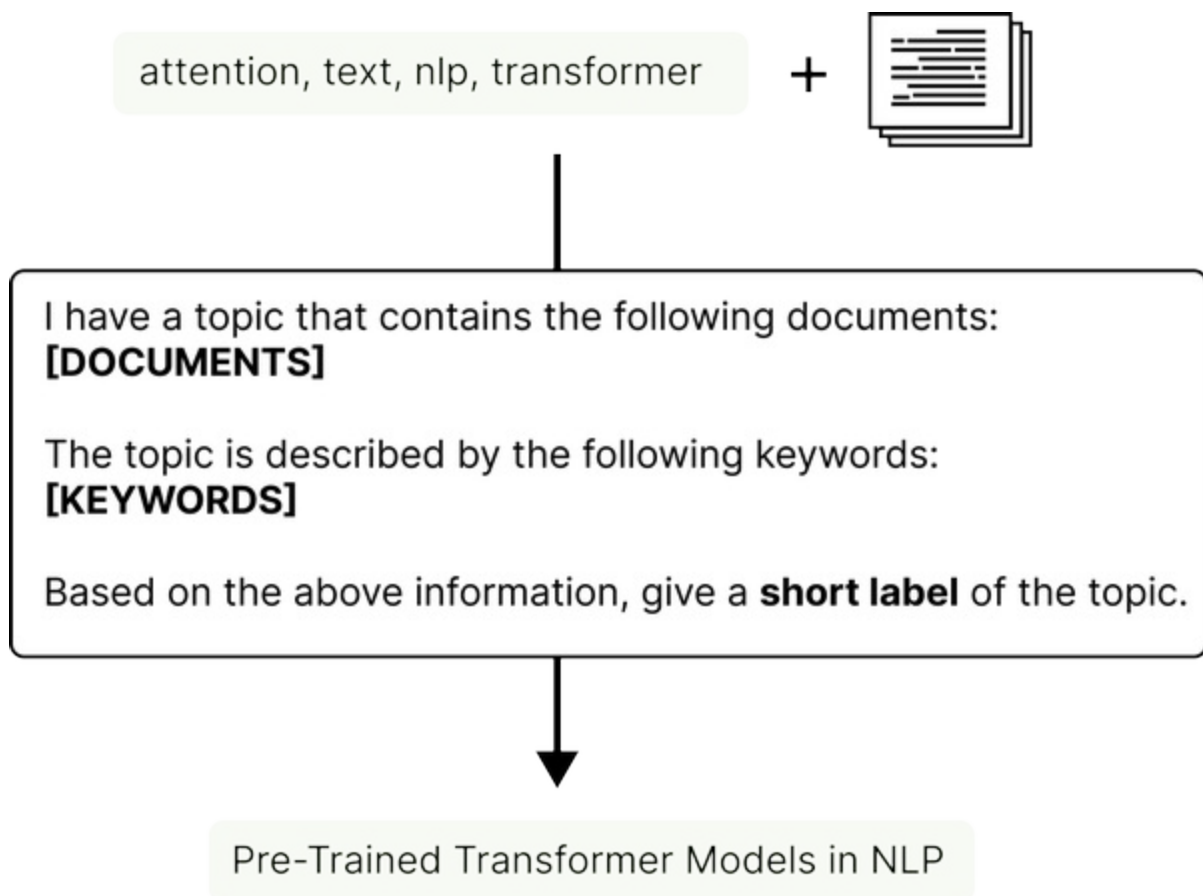 attention, text, nlp, transformer +
I have a topic that contains the following documents:
[DOCUMENTS]
The topic is described by the following keywords:
[KEYWORDS]
Based on the above information, give a short label of the topic.
Pre-Trained Transformer Models in NLP